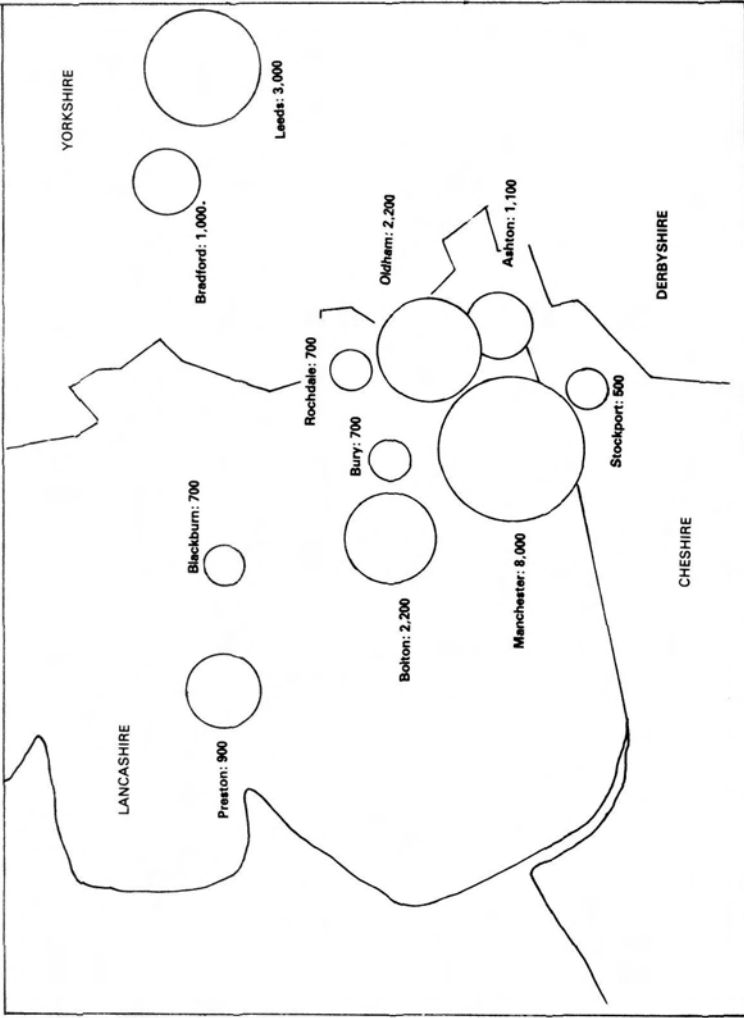 YORKSHIRE
Leeds: 3,000
Bradford: 1,000.
Oldham: 2,200
Ashton: 1,100
DERBYSHIRE
Rochdale: 700
Bury: 700
Stockport: 500
Blackburn: 700
Bolton: 2,200
Manchester: 8,000
CHESHIRE
LANCASHIRE
Preston: 900